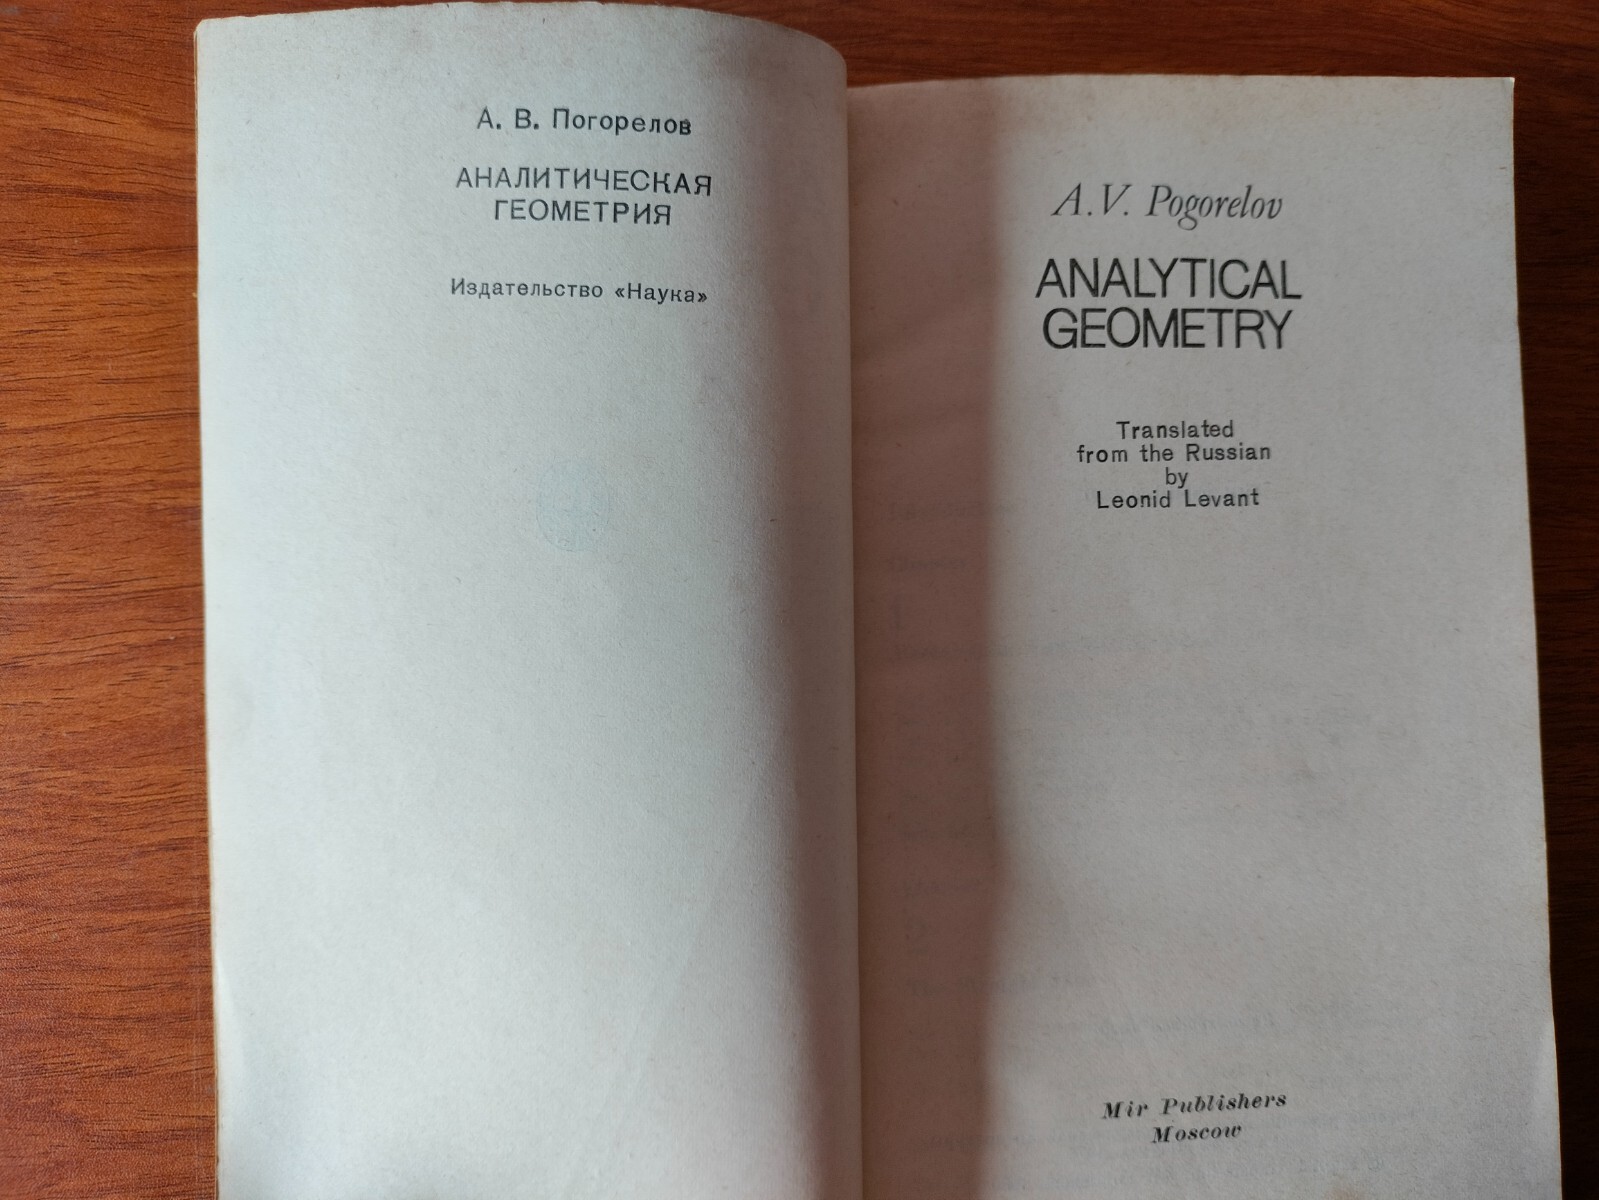 А. В. Погорелов
АНАЛИТИЧЕСКАЯ
ГЕОМЕТРИЯ
Издательство «Наука»
A. V. Pogorelov
ANALYTICAL
GEOMETRY
Translated
from the Russian
by
Leonid Levant
Mir Publishers
Moscow